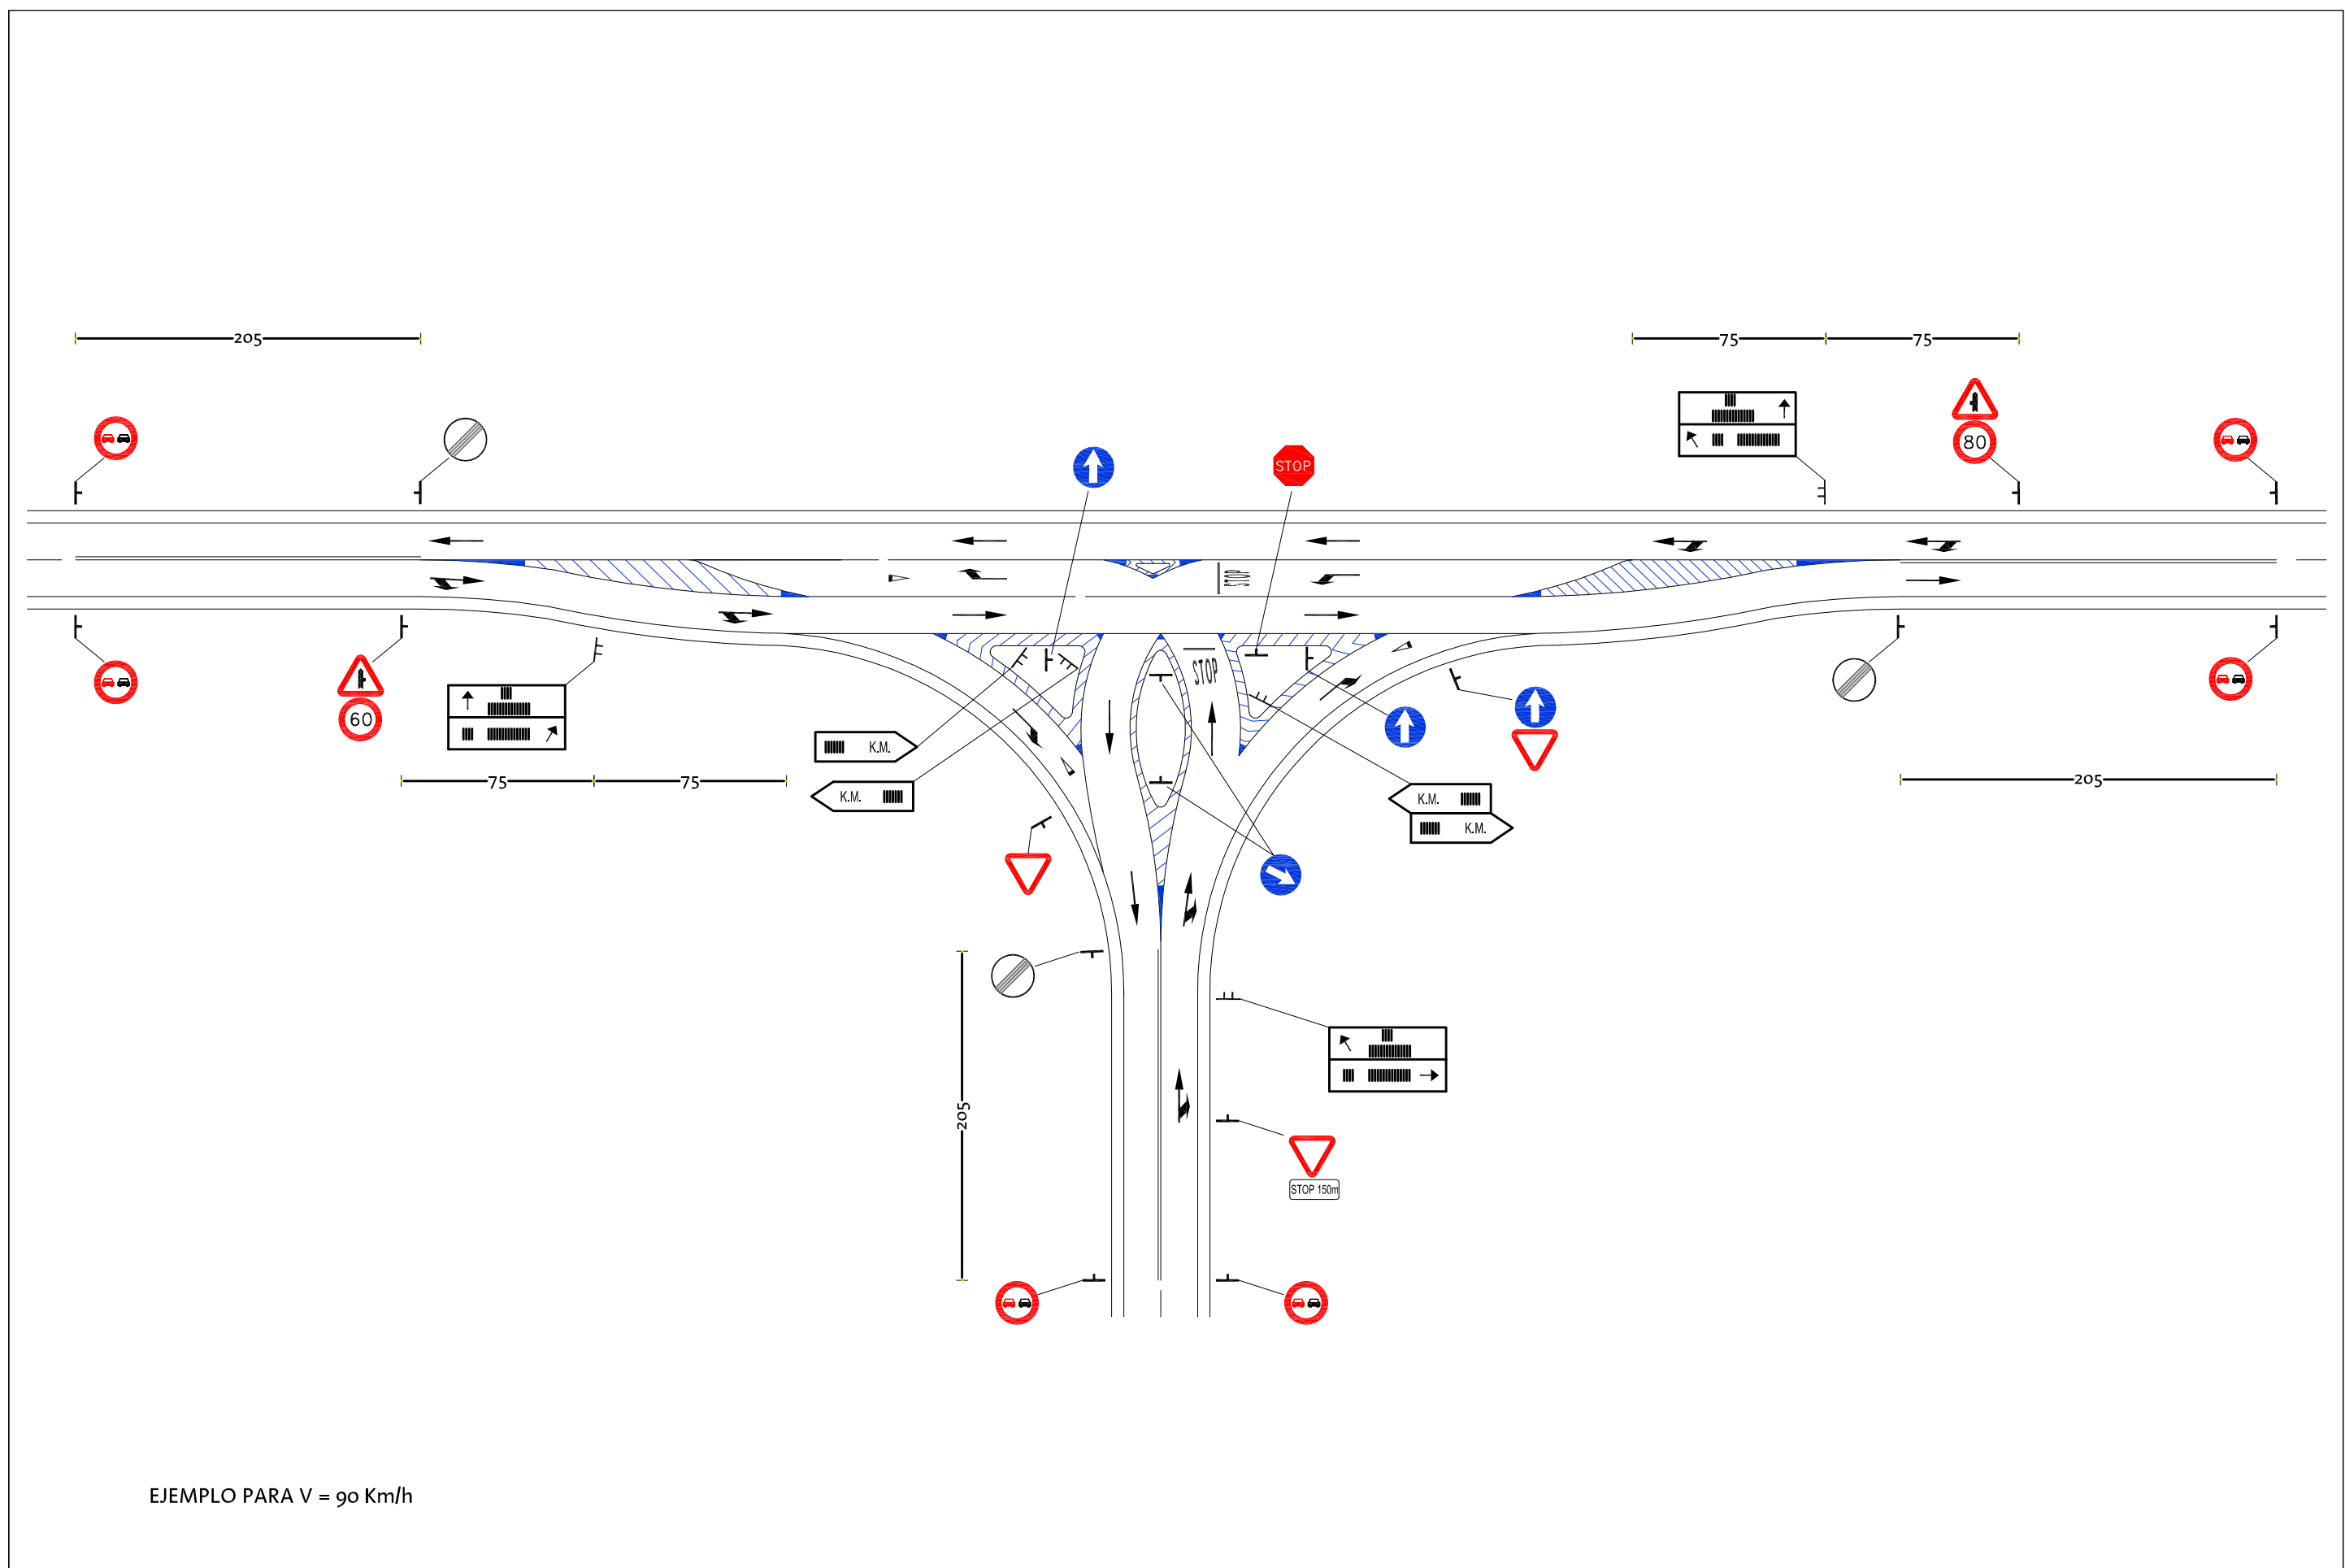 205
75
75
80
STOP
STOP
STOP
60
75
75
K.M.
K.M.
K.M.
K.M.
205
205
STOP 150m
EJEMPLO PARA V = 90 Km/h